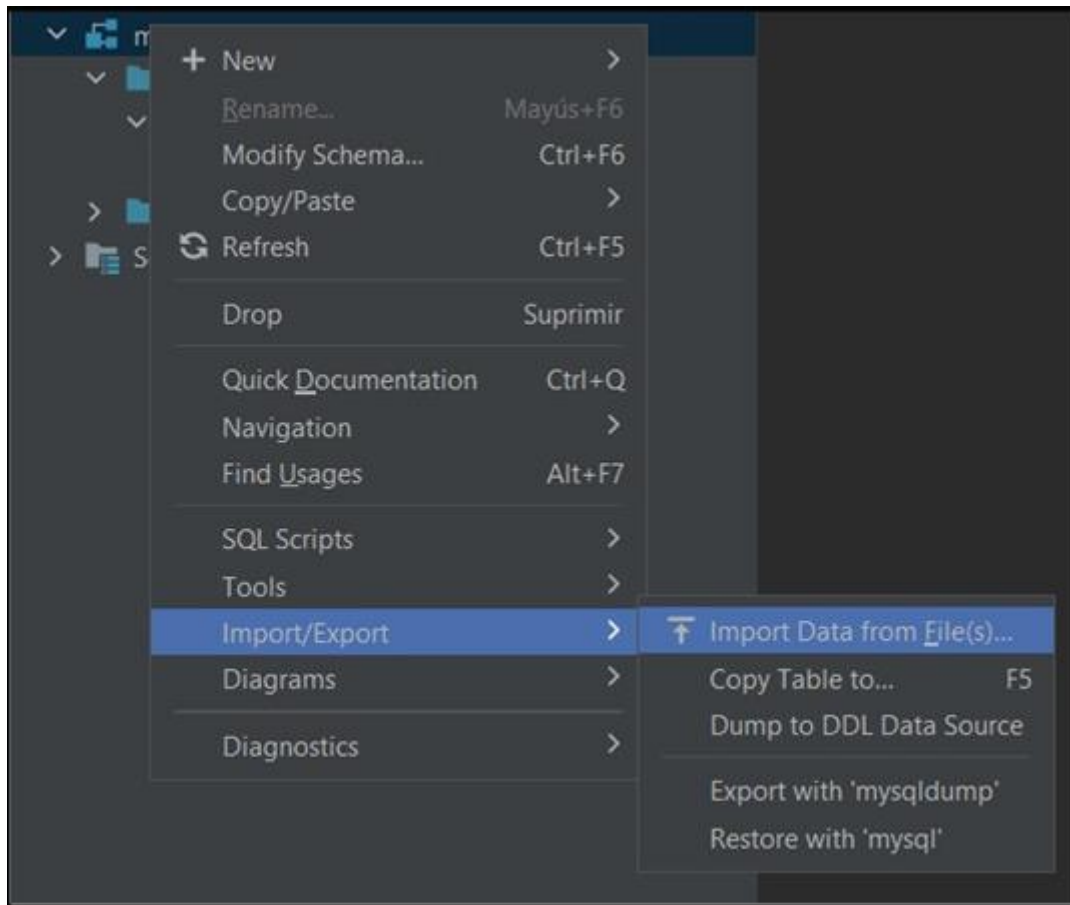 m
New
Rename... Mayús+F6
Modify Schema... Ctrl+F6
Copy/Paste
S
Refresh Ctrl+F5
Drop Suprimir
Quick Documentation Ctrl+Q
Navigation
Find Usages Alt+F7
SQL Scripts
Tools
Import/Export
Import Data from File(s)...
Diagrams
Copy Table to... F5
Dump to DDL Data Source
Diagnostics
Export with 'mysqldump'
Restore with 'mysql'